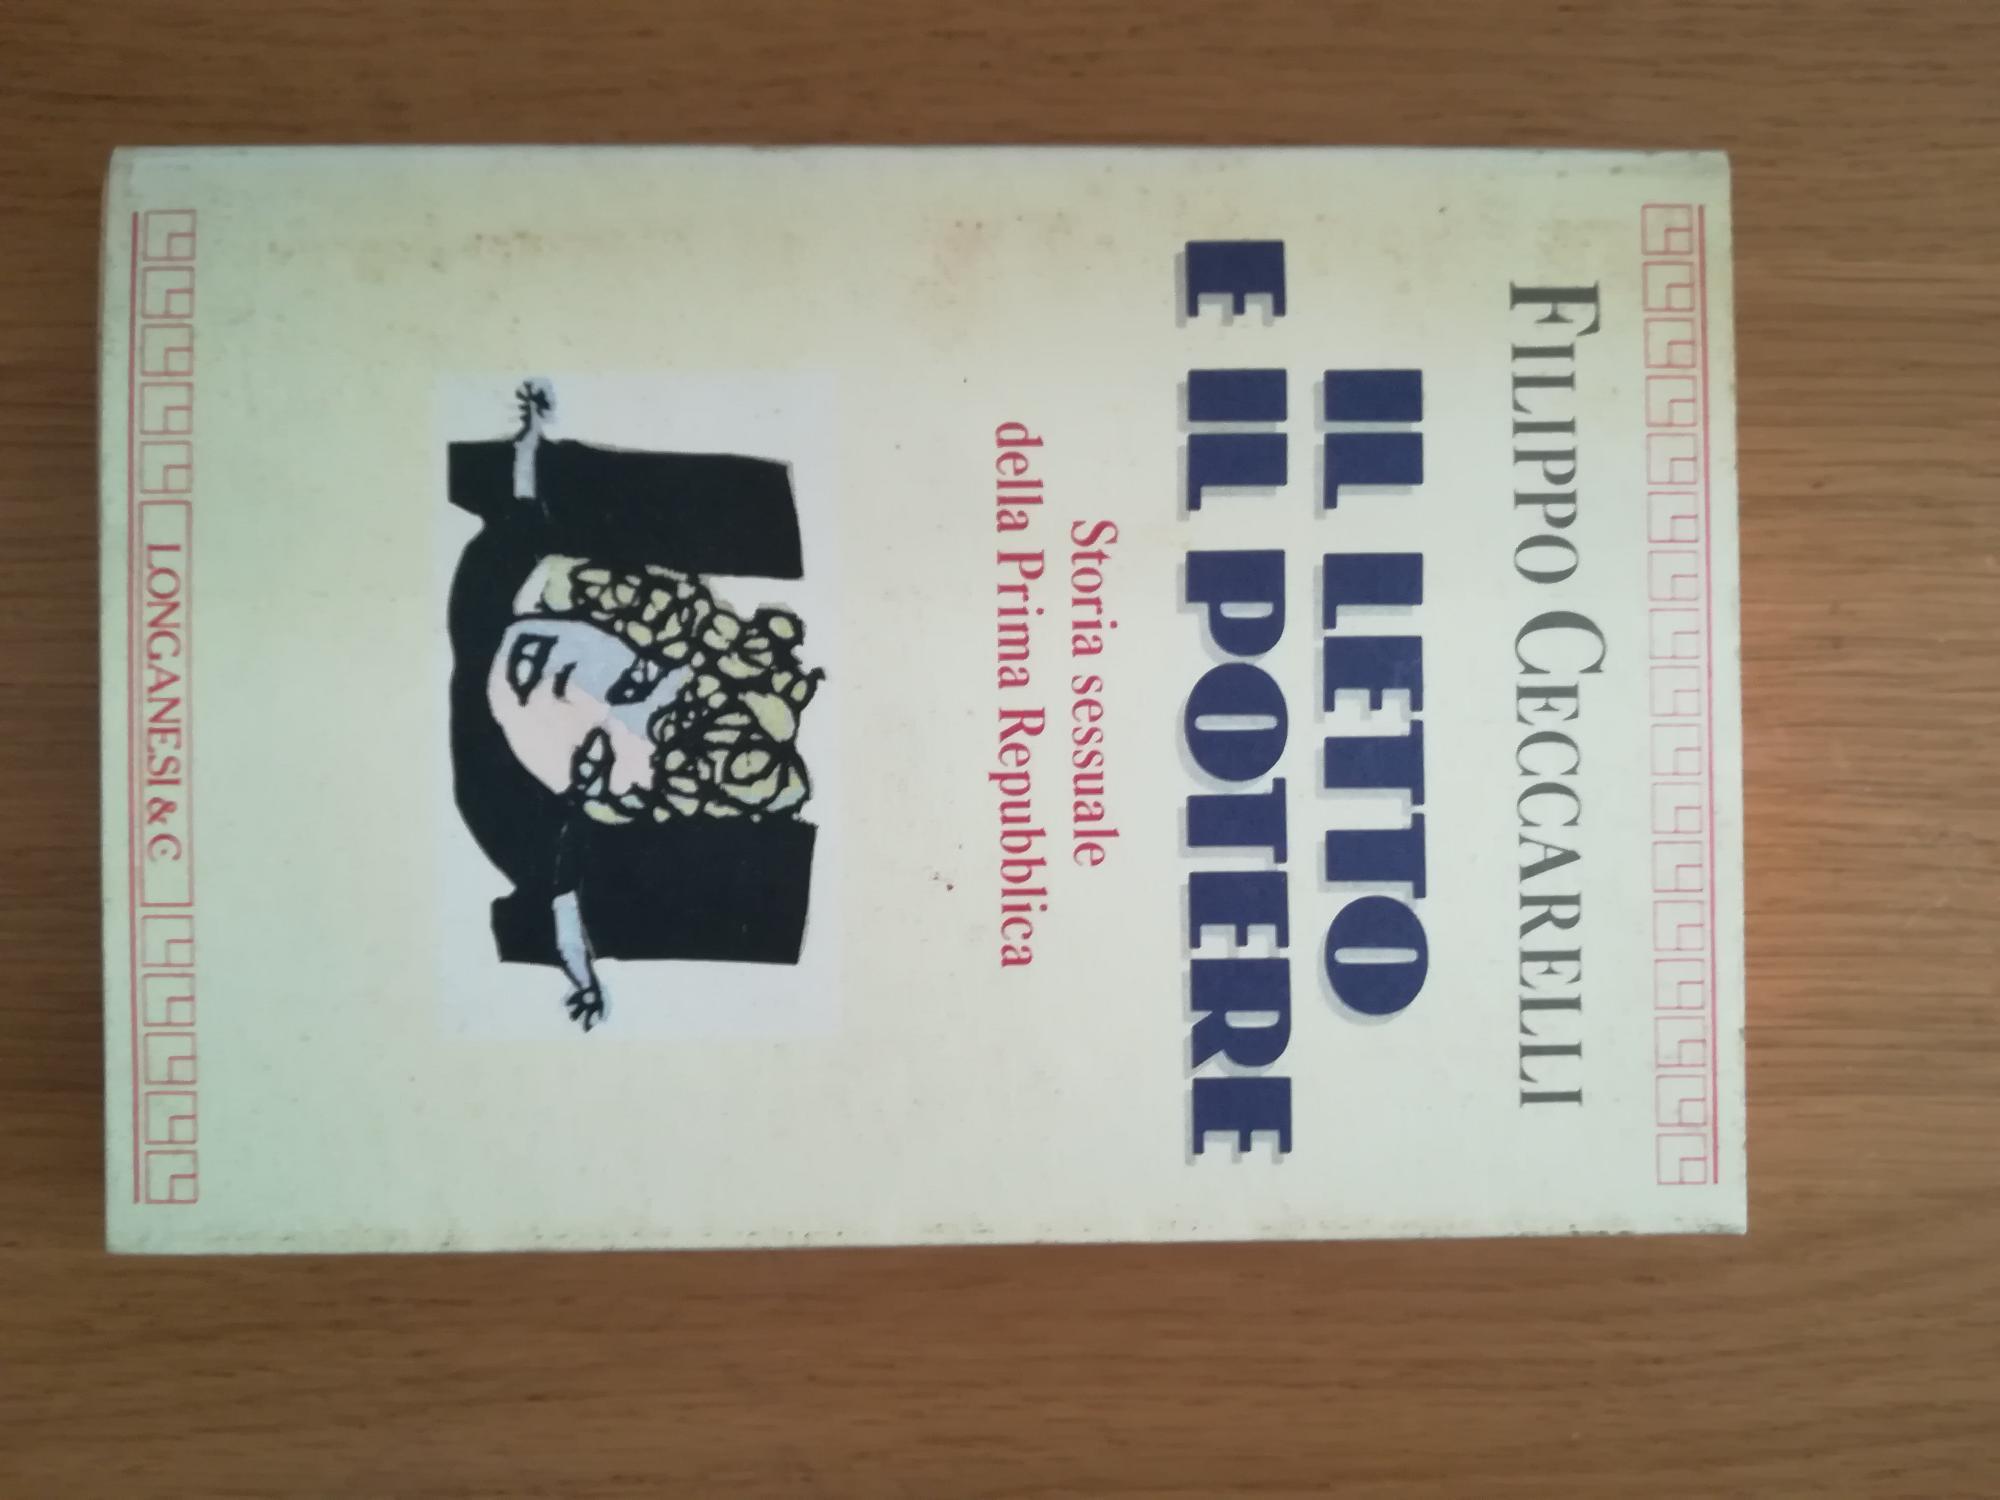 FILIPPO CECCARELLI
IL LETTO
E IL POTERE
Storia sessuale
della Prima Repubblica
LONGANESI & C